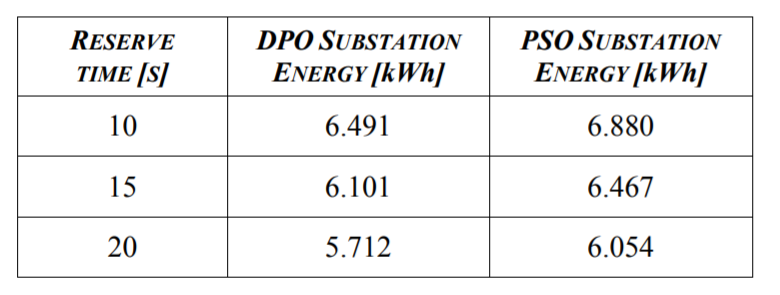 RESERVE TIME [S] DPO SUBSTATION ENERGY [kWh] PSO SUBSTATION ENERGY [kWh]
10 6.491 6.880
15 6.101 6.467
20 5.712 6.054